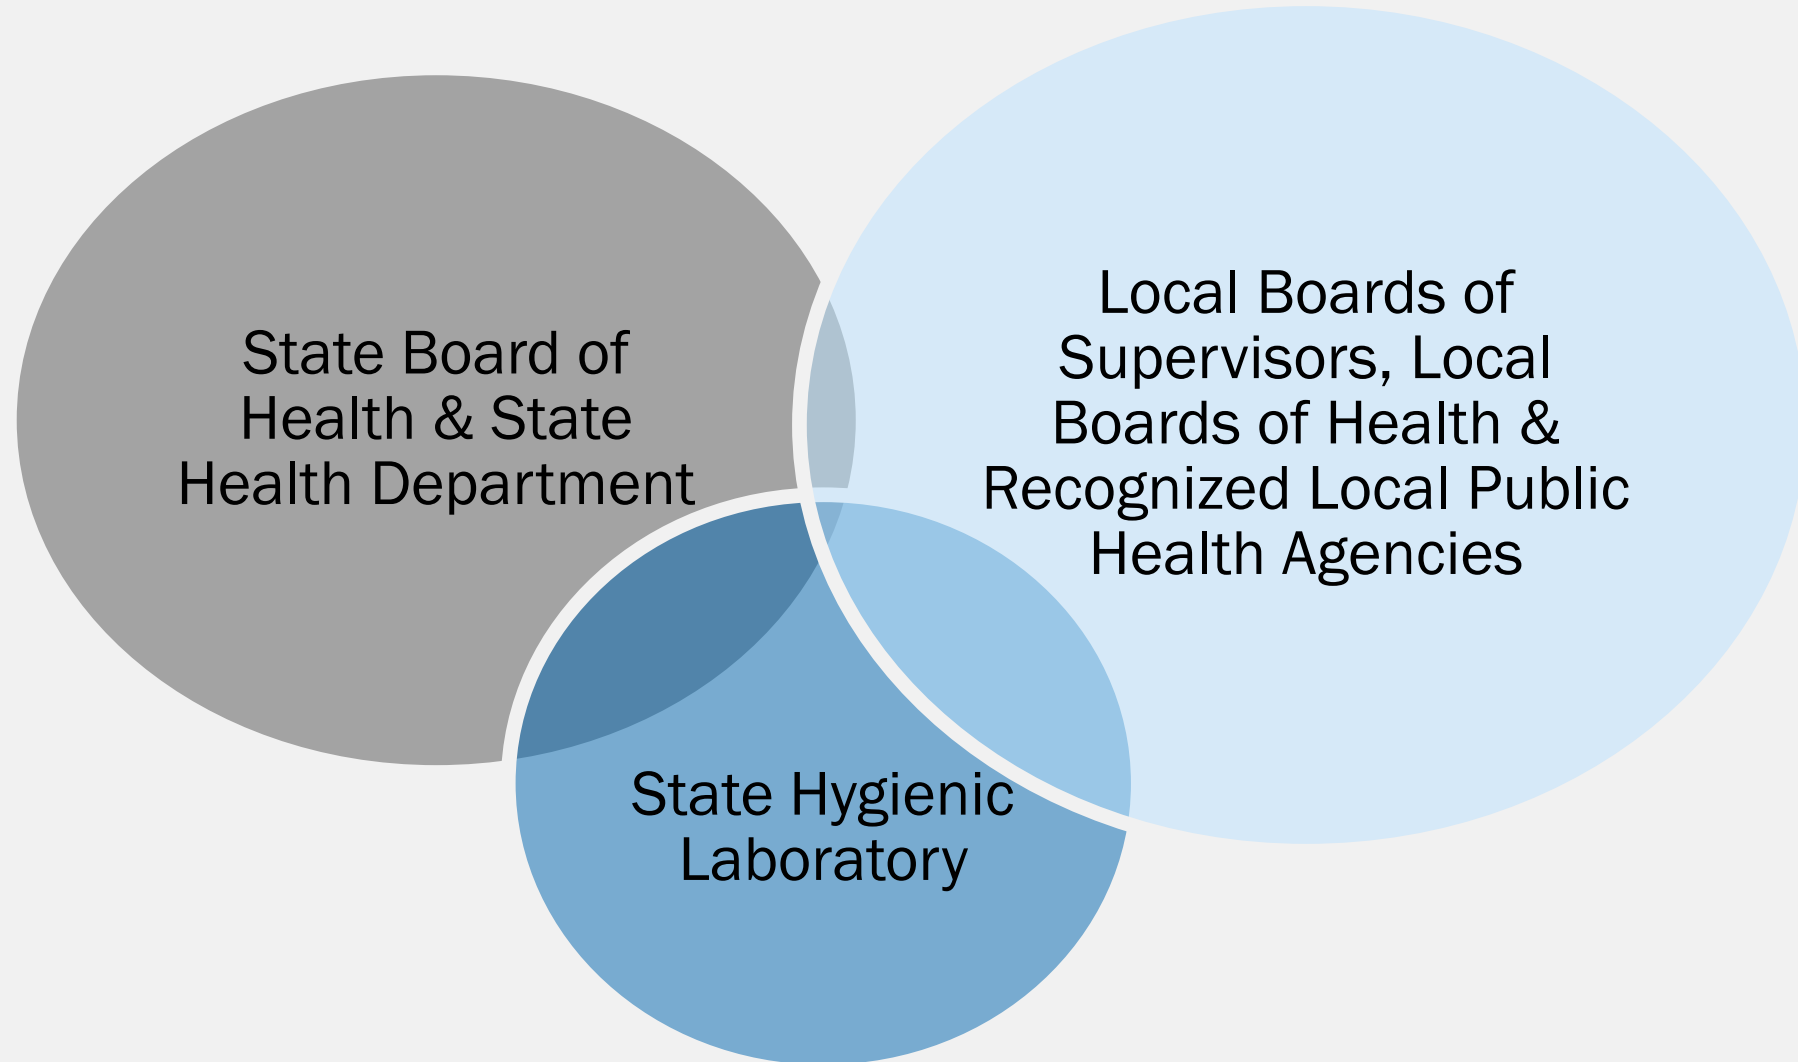 State Board of
Health & State
Health Department
Local Boards of
Supervisors, Local
Boards of Health &
Recognized Local Public
Health Agencies
State Hygienic
Laboratory